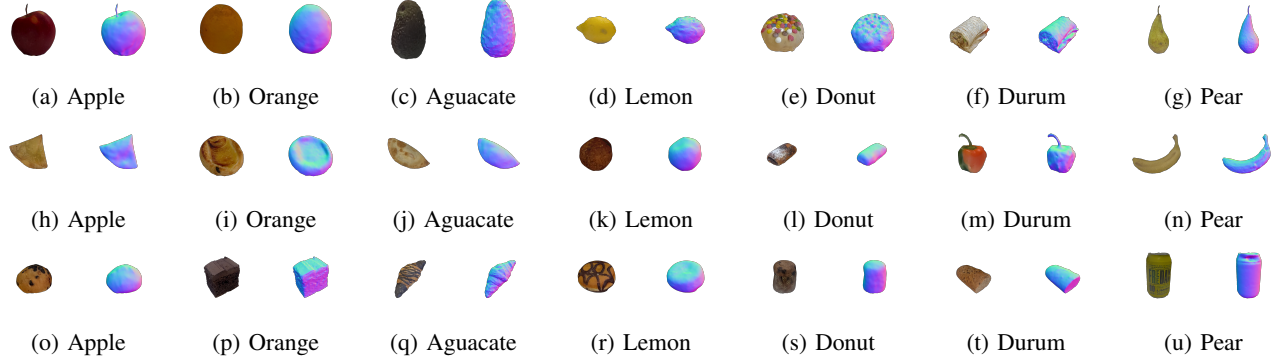 (a) Apple (b) Orange (c) Aguacate (d) Lemon (e) Donut (f) Durum (g) Pear
(h) Apple (i) Orange (j) Aguacate (k) Lemon (l) Donut (m) Durum (n) Pear
(o) Apple (p) Orange (q) Aguacate (r) Lemon (s) Donut (t) Durum (u) Pear